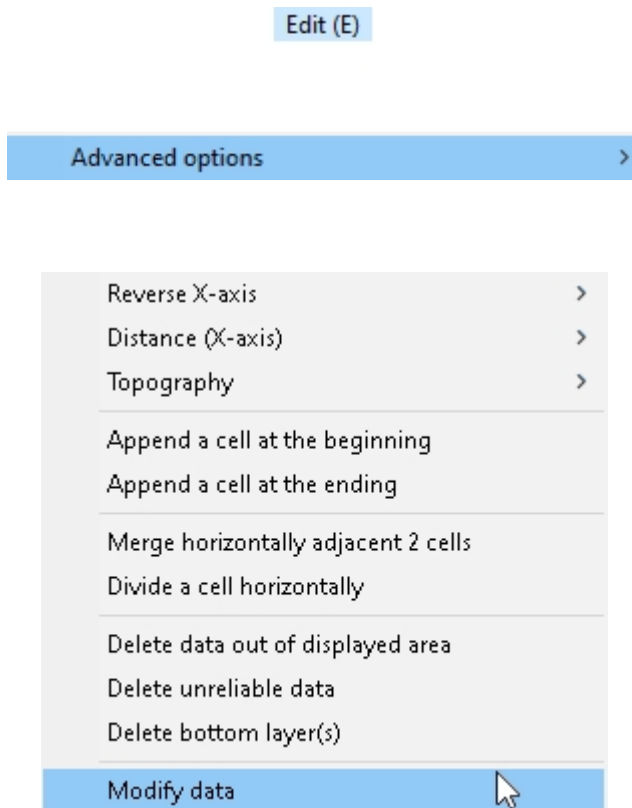 Edit (E)
Advanced options
Reverse X-axis
Distance (X-axis)
Topography
Append a cell at the beginning
Append a cell at the ending
Merge horizontally adjacent 2 cells
Divide a cell horizontally
Delete data out of displayed area
Delete unreliable data
Delete bottom layer(s)
Modify data